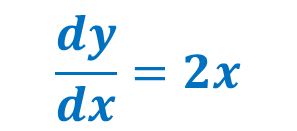 dy/dx = 2x